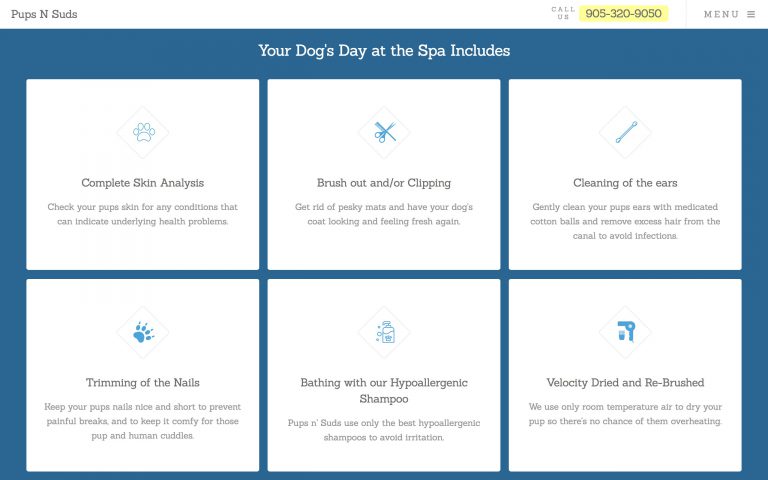 Pups N Suds
CALL
US
905-320-9050
MENU
Your Dog's Day at the Spa Includes
Complete Skin Analysis
Check your pups skin for any conditions that
can indicate underlying health problems.
Brush out and/or Clipping
Get rid of pesky mats and have your dog's
coat looking and feeling fresh again.
Cleaning of the ears
Gently clean your pups ears with medicated
cotton balls and remove excess hair from the
canal to avoid infections.
Trimming of the Nails
Keep your pups nails nice and short to prevent
painful breaks, and to keep it comfy for those
pup and human cuddles.
Bathing with our Hypoallergenic
Shampoo
Pups n' Suds use only the best hypoallergenic
shampoos to avoid irritation.
Velocity Dried and Re-Brushed
We use only room temperature air to dry your
pup so there's no chance of them overheating.